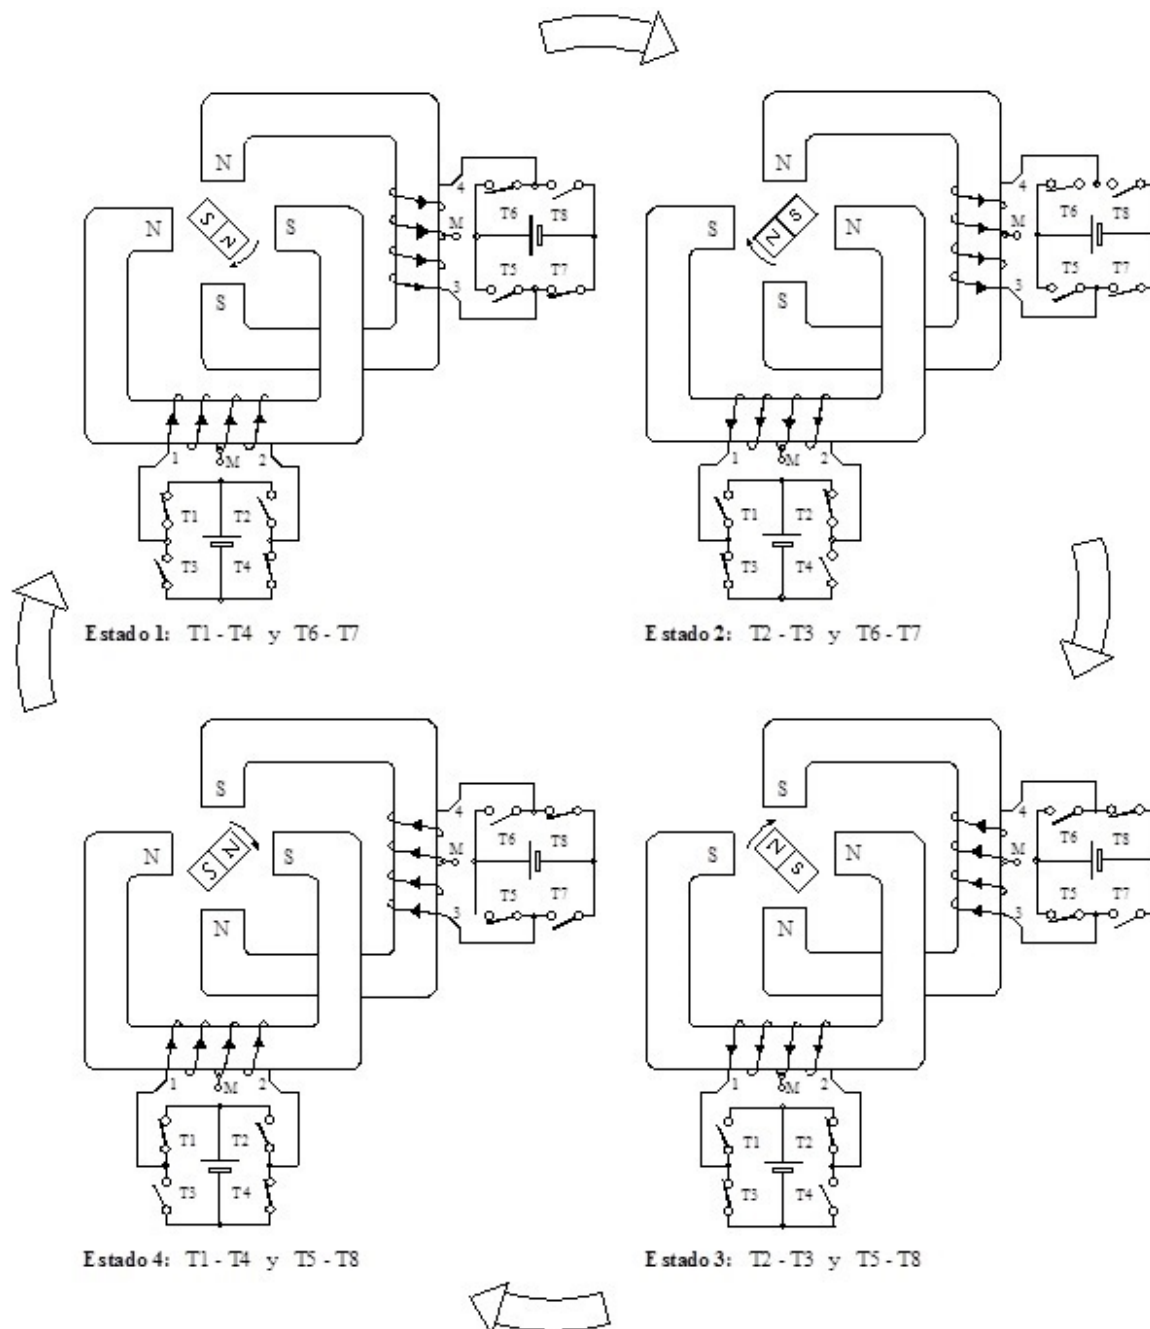 N
N
S
S
S
N
4
M
3
T6
T8
T5
T7
1
M
2
T1
T2
T3
T4
Estado 1: T1 - T4 y T6 - T7
N
S
N
S
S
N
4
M
3
T6
T8
T5
T7
1
M
2
T1
T2
T3
T4
Estado 2: T2 - T3 y T6 - T7
S
N
S
N
S
N
4
M
3
T6
T8
T5
T7
1
M
2
T1
T2
T3
T4
Estado 4: T1 - T4 y T5 - T8
S
S
N
N
N
S
4
M
3
T6
T8
T5
T7
1
M
2
T1
T2
T3
T4
Estado 3: T2 - T3 y T5 - T8